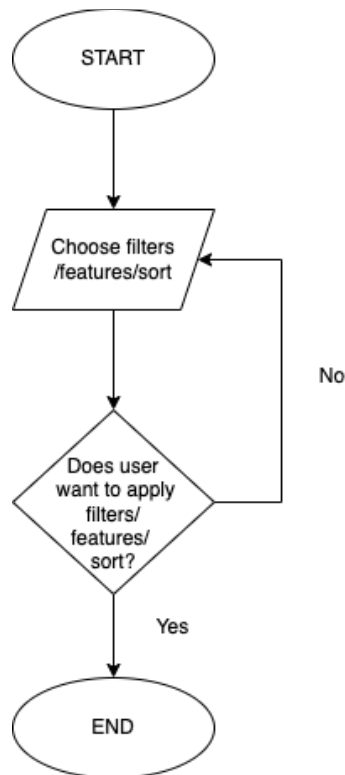 START
Choose filters
/features/sort
No
Does user
want to apply
filters/
features/
sort?
Yes
END